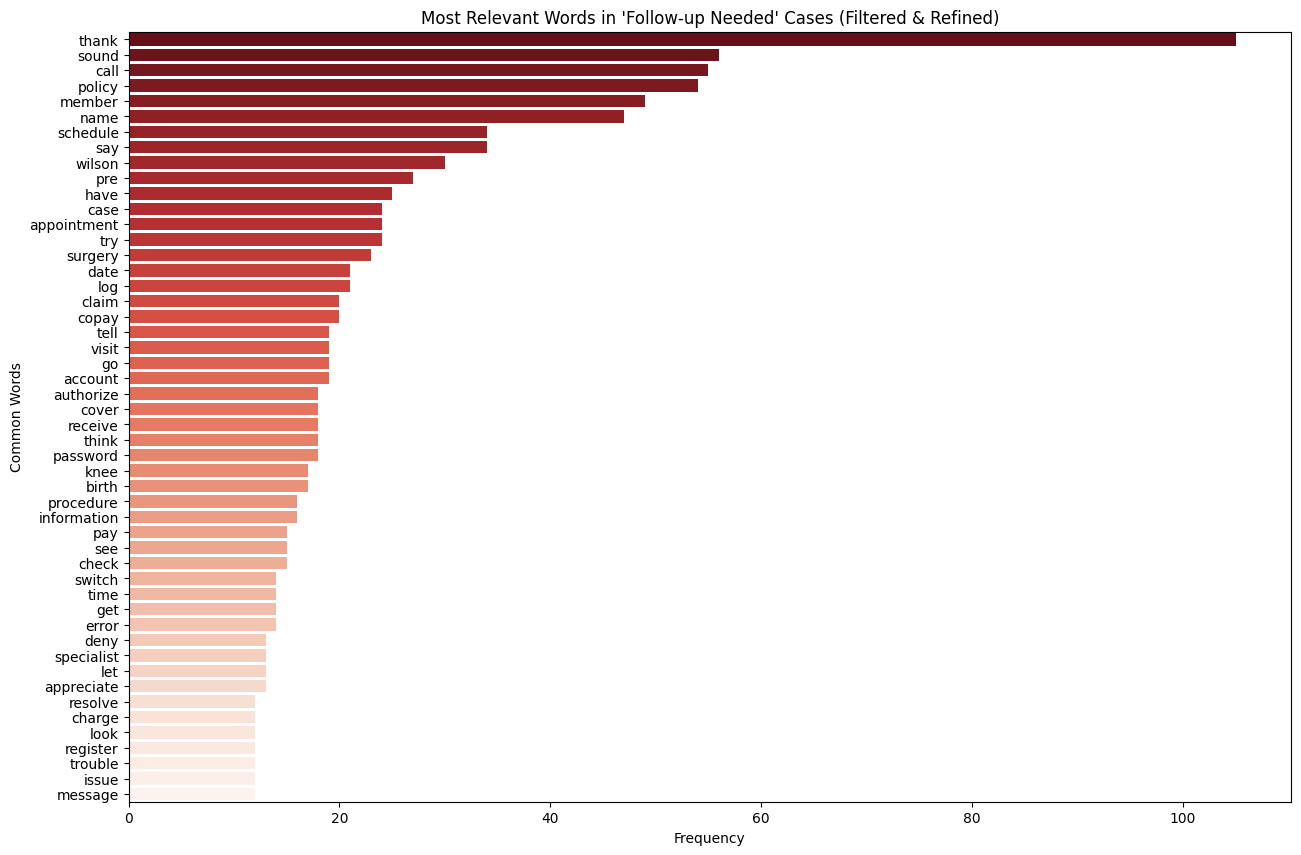 Most Relevant Words in 'Follow-up Needed' Cases (Filtered & Refined)
Common Words
thank
sound
call
policy
member
name
schedule
say
wilson
pre
have
case
appointment
try
surgery
date
log
claim
copay
tell
visit
go
account
authorize
cover
receive
think
password
knee
birth
procedure
information
pay
see
check
switch
time
get
error
deny
specialist
let
appreciate
resolve
charge
look
register
trouble
issue
message
0 20 40 60 80 100
Frequency